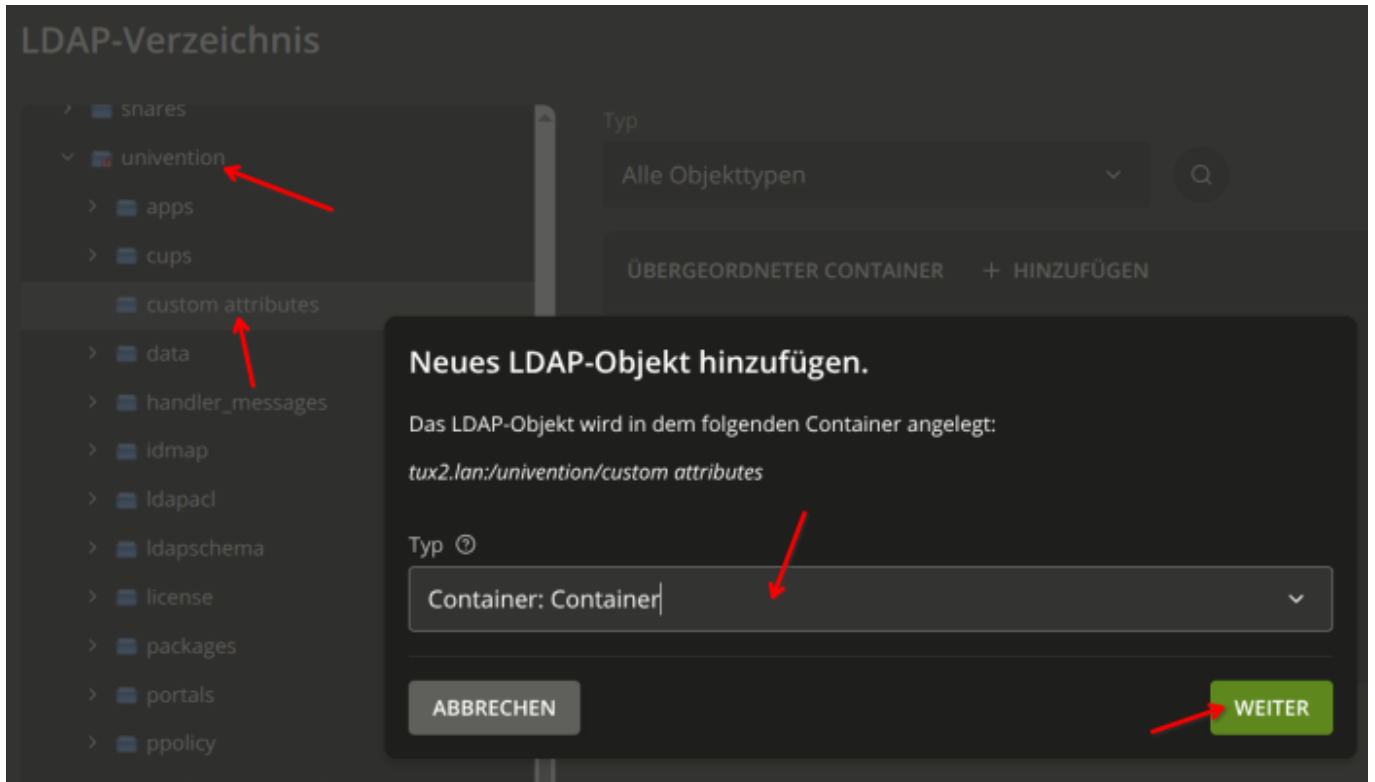 LDAP-Verzeichnis
shares
univention
apps
cups
custom attributes
data
handler_messages
idmap
ldapacl
ldapschema
license
packages
portals
ppolicy
Typ
Alle Objekttypen
ÜBERGEORDNETER CONTAINER + HINZUFÜGEN
Neues LDAP-Objekt hinzufügen.
Das LDAP-Objekt wird in dem folgenden Container angelegt:
tux2.lan:/univention/custom attributes
Typ
Container: Container
ABBRECHEN WEITER